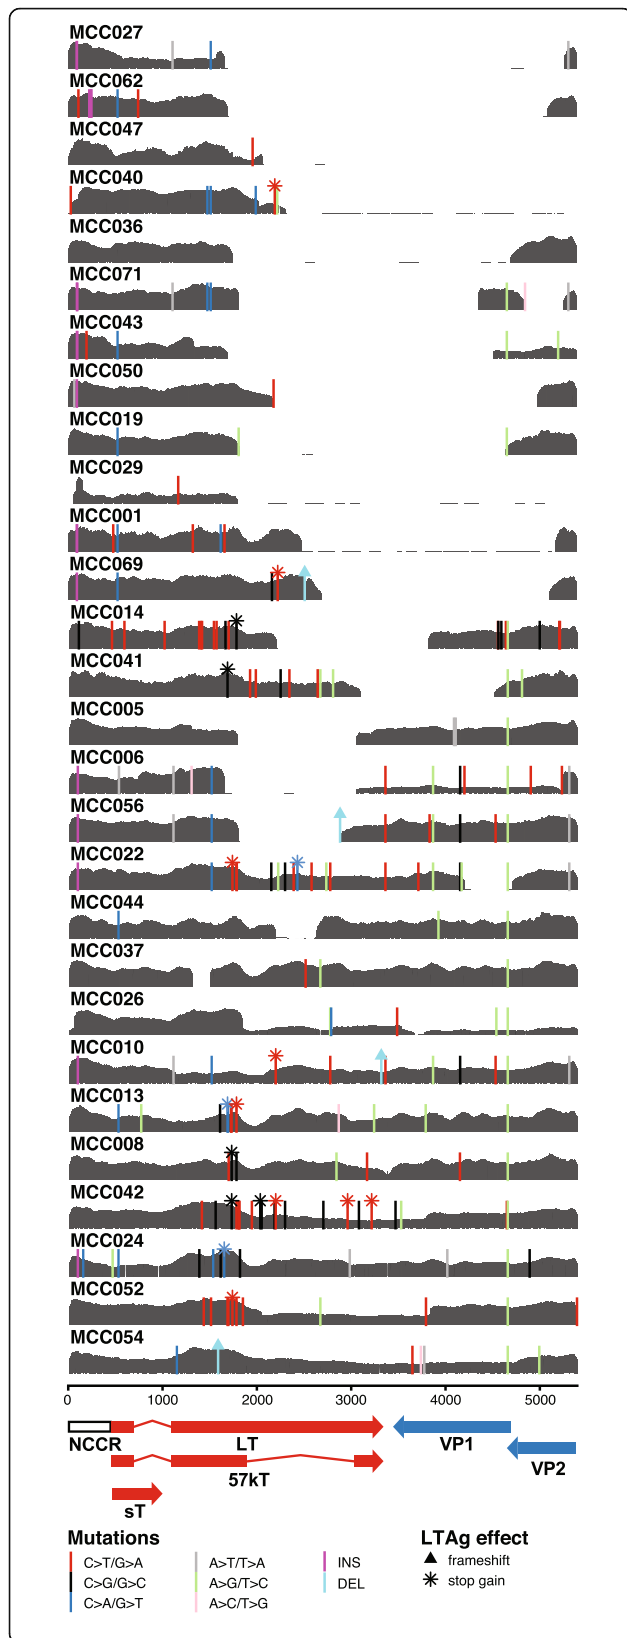 MCC027
MCC062
MCC047
MCC040
MCC036
MCC071
MCC043
MCC050
MCC019
MCC029
MCC001
MCC069
MCC014
MCC041
MCC005
MCC006
MCC056
MCC022
MCC044
MCC037
MCC026
MCC010
MCC013
MCC008
MCC042
MCC024
MCC052
MCC054
0 1000 2000 3000 4000 5000
NCCR LT VP1
VP2
57kT
sT
Mutations LTAg effect
C>T/G>A A>T/T>A INS frameshift
C>G/G>C A>G/T>C DEL stop gain
C>A/G>T A>C/T>G